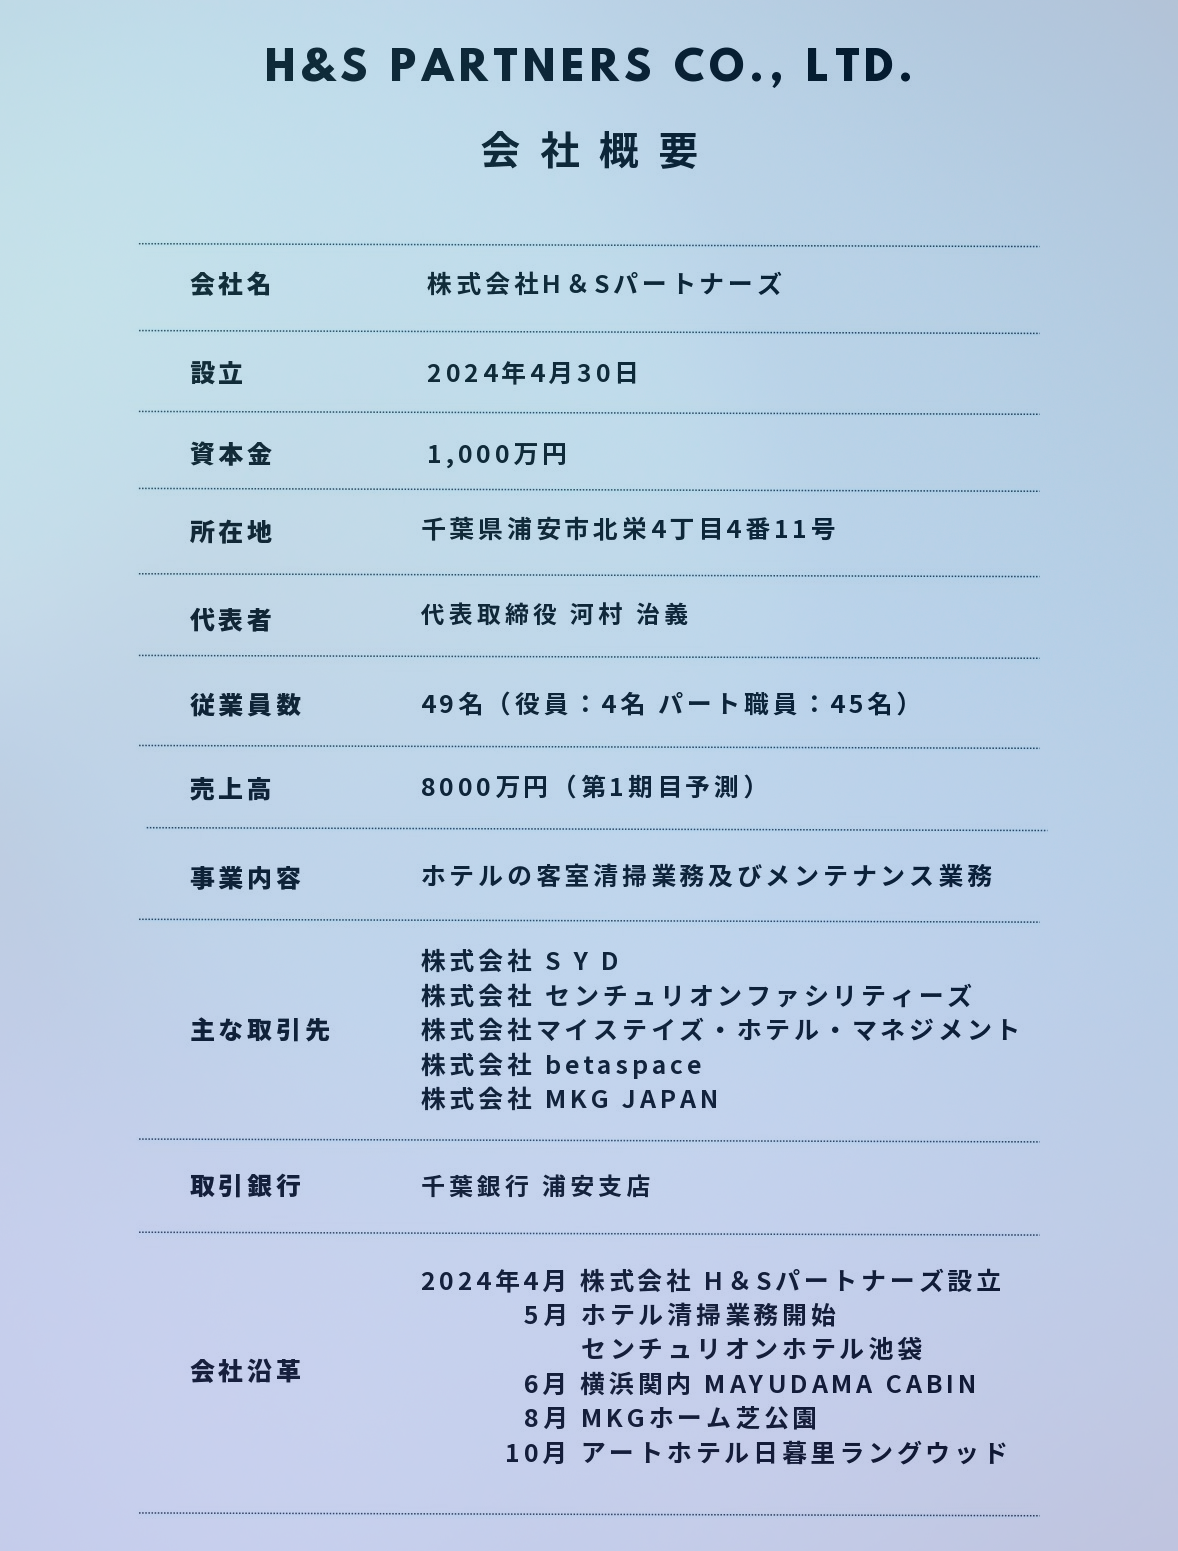 H&S PARTNERS CO., LTD.
会社概要
会社名 株式会社H＆Sパートナーズ
設立 2024年4月30日
資本金 1,000万円
所在地 千葉県浦安市北栄4丁目4番11号
代表者 代表取締役 河村 治義
従業員数 49名（役員：4名 パート職員：45名）
売上高 8000万円（第1期目予測）
事業内容 ホテルの客室清掃業務及びメンテナンス業務
主な取引先
株式会社 S Y D
株式会社 センチュリオンファシリティーズ
株式会社マイステイズ・ホテル・マネジメント
株式会社 betaspace
株式会社 MKG JAPAN
取引銀行 千葉銀行 浦安支店
会社沿革
2024年4月 株式会社 H＆Sパートナーズ設立
5月 ホテル清掃業務開始
センチュリオンホテル池袋
6月 横浜関内 MAYUDAMA CABIN
8月 MKGホーム芝公園
10月 アートホテル日暮里ラングウッド